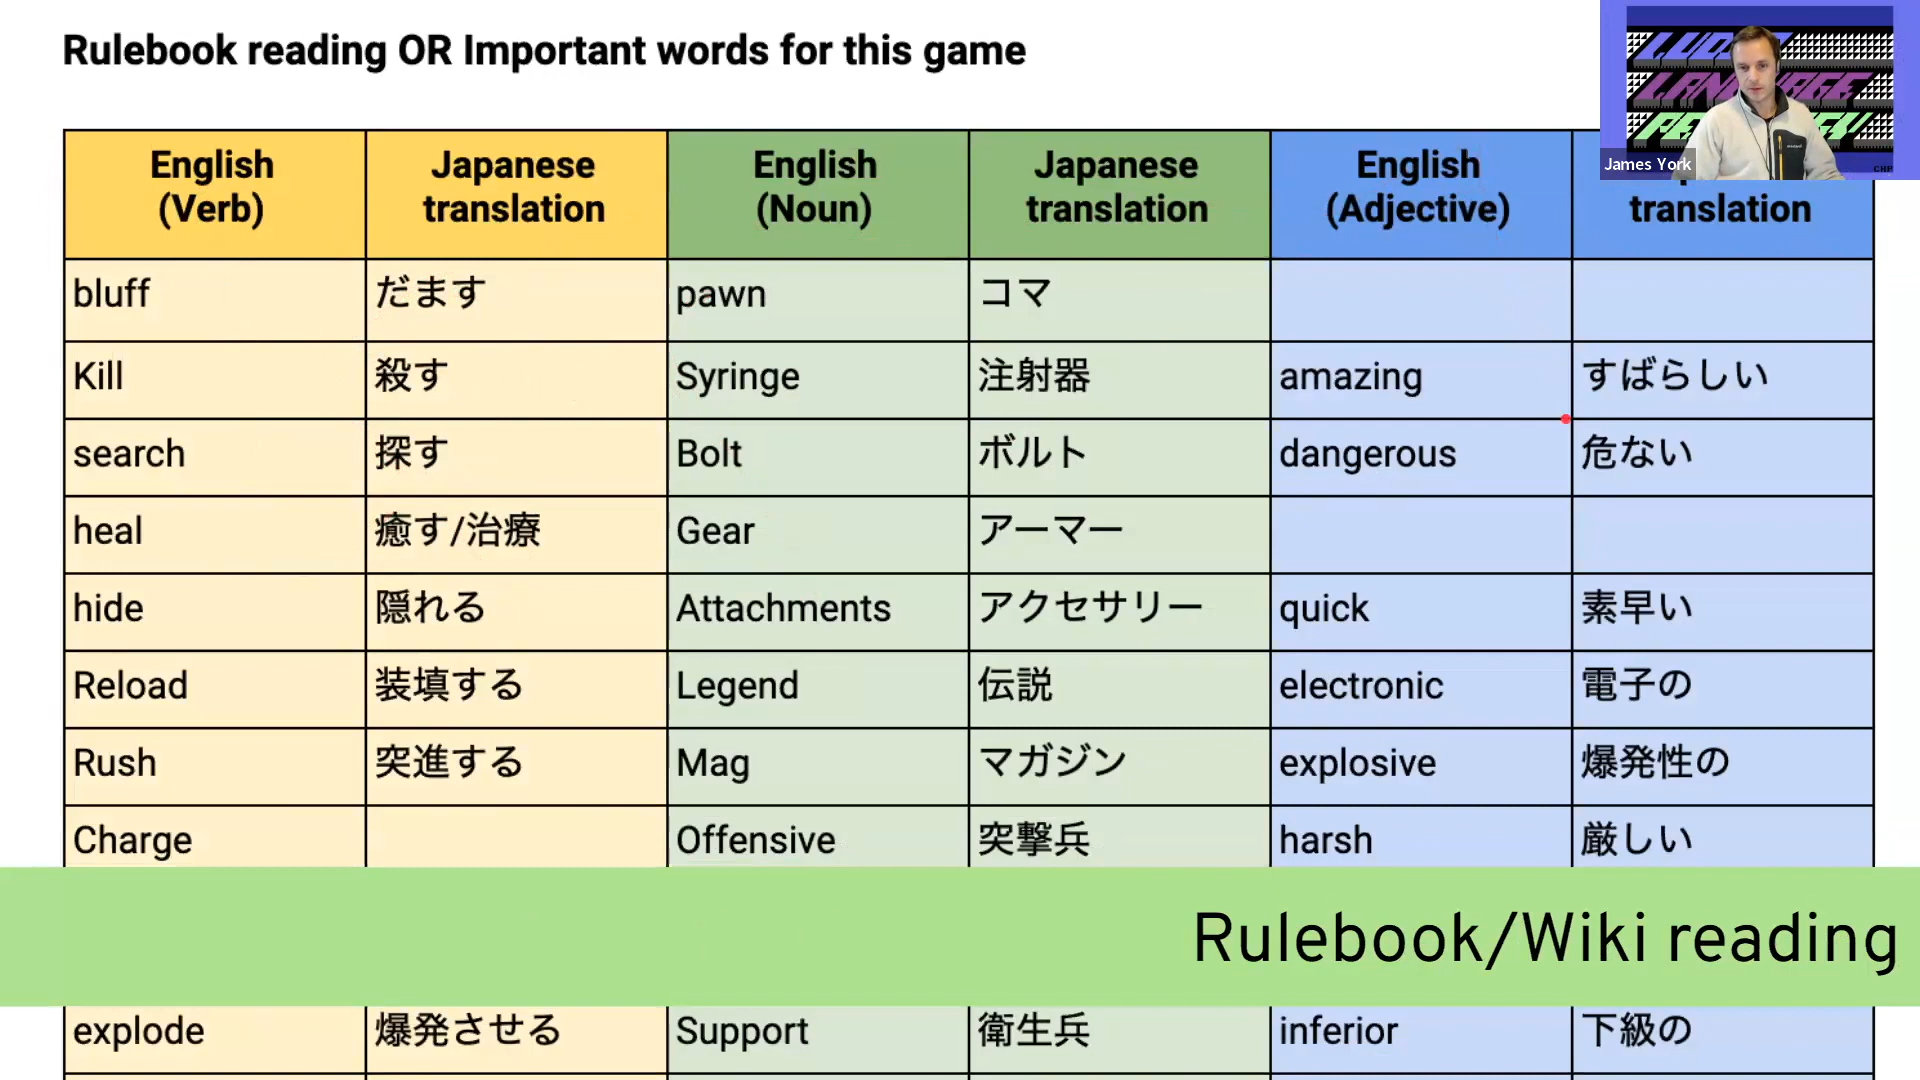 Rulebook reading OR Important words for this game
James York
English (Verb) Japanese translation English (Noun) Japanese translation English (Adjective) translation
bluff だます pawn コマ
Kill 殺す Syringe 注射器 amazing すばらしい
search 探す Bolt ボルト dangerous 危ない
heal 癒す/治療 Gear アーマー
hide 隠れる Attachments アクセサリー quick 素早い
Reload 装填する Legend 伝説 electronic 電子の
Rush 突進する Mag マガジン explosive 爆発性の
Charge Offensive 突撃兵 harsh 厳しい
Rulebook/Wiki reading
explode 爆発させる Support 衛生兵 inferior 下級の